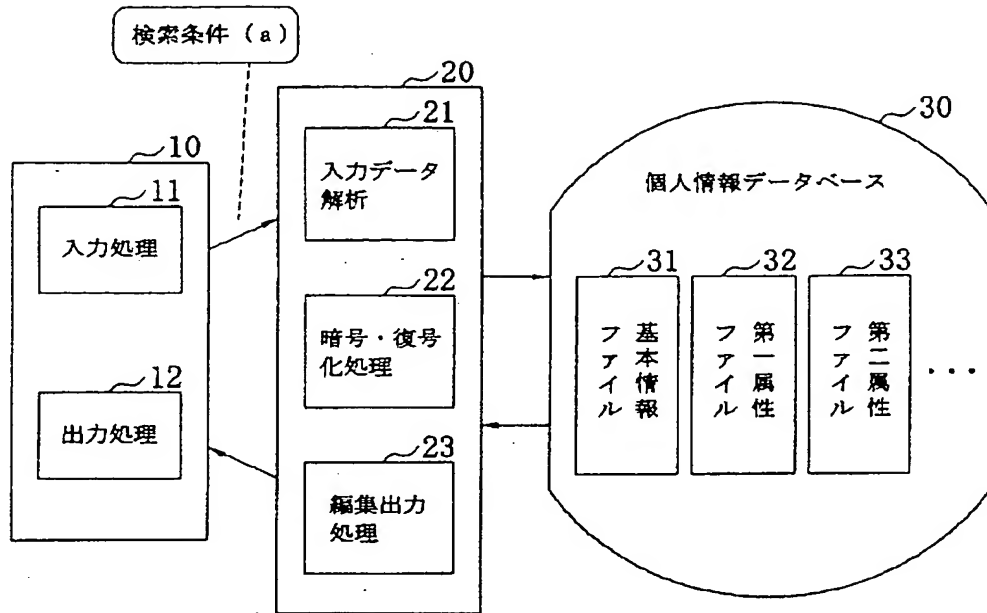 検索条件(a)
10
11
入力処理
12
出力処理
20
21
入力データ
解析
22
暗号・復号
化処理
23
編集出力
処理
30
個人情報データベース
31
基本情報
ファイル
32
第一属性
ファイル
33
第二属性
ファイル
・・・